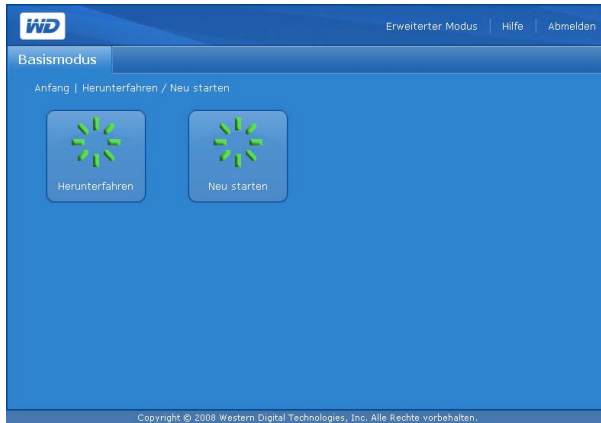 WD
Erweiterter Modus | Hilfe | Abmelden
Basismodus
Anfang | Herunterfahren / Neu starten
Herunterfahren
Neu starten
Copyright © 2008 Western Digital Technologies, Inc. Alle Rechte vorbehalten.